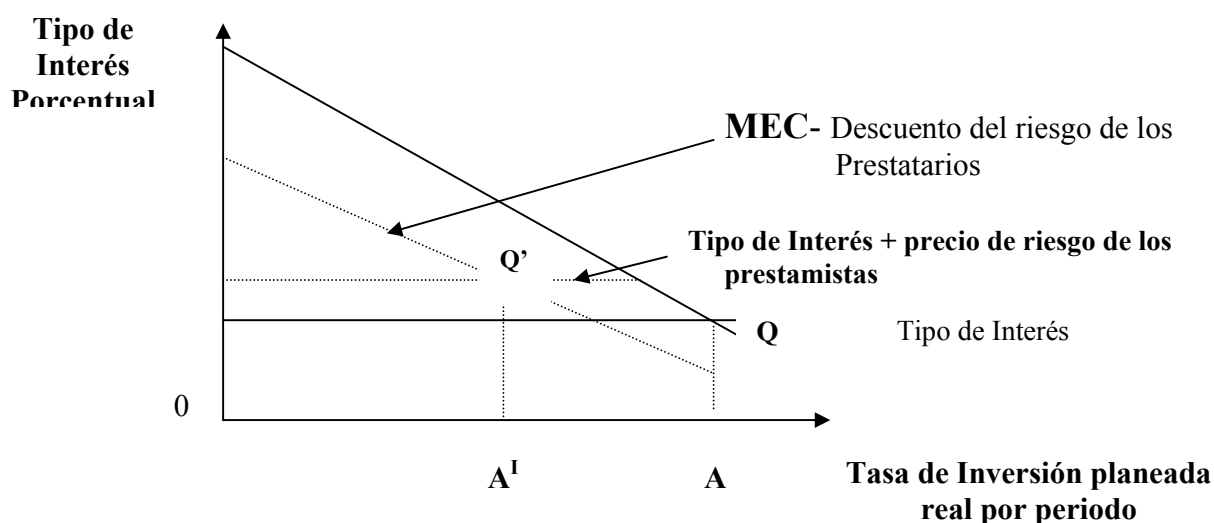 Tipo de
Interés
Porcentual
MEC- Descuento del riesgo de los
Prestatarios
Tipo de Interés + precio de riesgo de los
prestamistas
Q’
Q
Tipo de Interés
0
A^I
A
Tasa de Inversión planeada
real por periodo